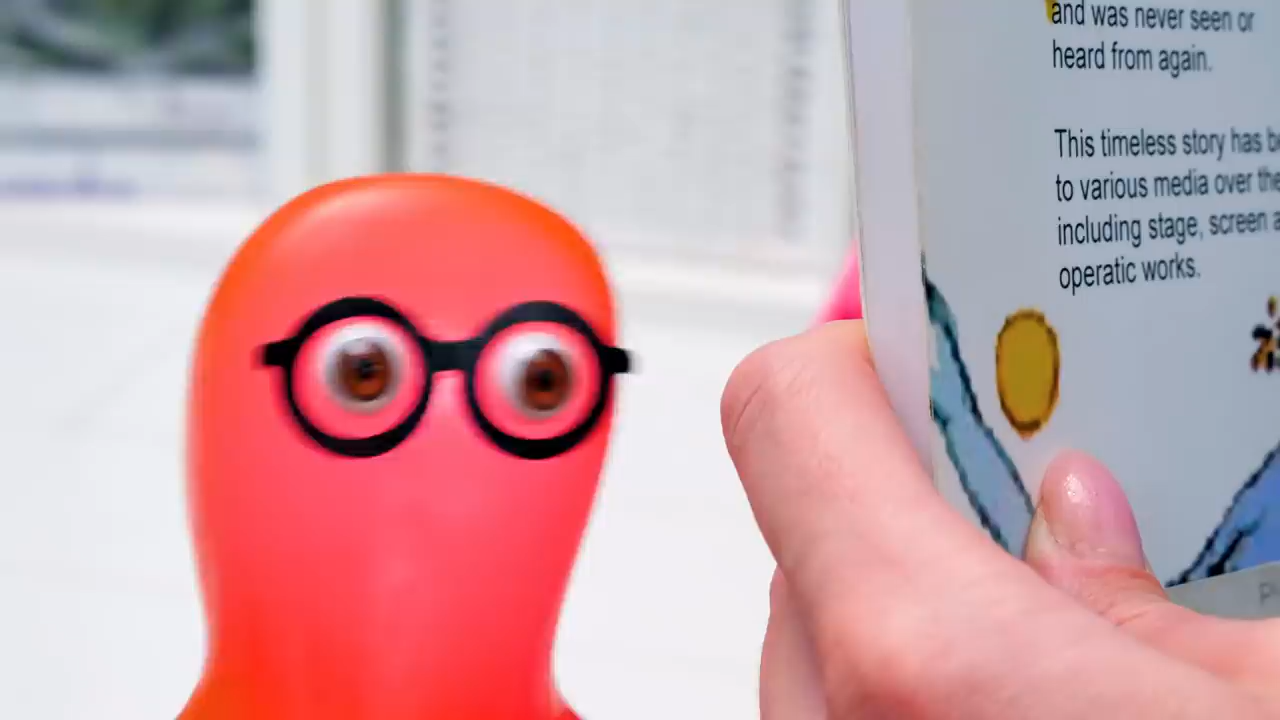 and was never seen or
heard from again.
This timeless story has
to various media over the
including stage, screen
operatic works.